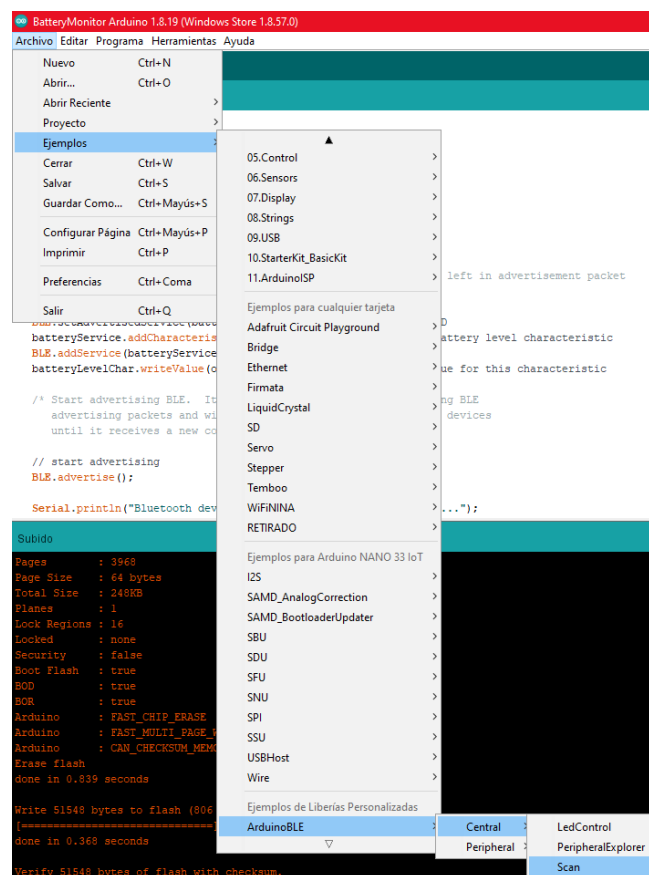 BatteryMonitor Arduino 1.8.19 (Windows Store 1.8.57.0)
Archivo Editar Programa Herramientas Ayuda
Nuevo Ctrl+N
Abrir... Ctrl+O
Abrir Reciente
Proyecto
Ejemplos
Cerrar Ctrl+W
Salvar Ctrl+S
Guardar Como... Ctrl+Mayús+S
Configurar Página Ctrl+Mayús+P
Imprimir Ctrl+P
Preferencias Ctrl+Coma
Salir Ctrl+Q
05.Control
06.Sensors
07.Display
08.Strings
09.USB
10.StarterKit_BasicKit
11.ArduinoISP
Ejemplos para cualquier tarjeta
Adafruit Circuit Playground
Bridge
Ethernet
Firmata
LiquidCrystal
SD
Servo
Stepper
Temboo
WiFiNINA
RETIRADO
Ejemplos para Arduino NANO 33 IoT
I2S
SAMD_AnalogCorrection
SAMD_BootloaderUpdater
SBU
SDU
SFU
SNU
SPI
SSU
USBHost
Wire
Ejemplos de Liberías Personalizadas
ArduinoBLE
Central
Peripheral
LedControl
PeripheralExplorer
Scan
left in advertisement packet
batteryService.addCharacteris attery level characteristic
BLE.addService(batteryService
batteryLevelChar.writeValue(o ue for this characteristic
/* Start advertising BLE. It ng BLE
advertising packets and wi devices
until it receives a new co
// start advertising
BLE.advertise();
Serial.println("Bluetooth dev ...");
Subido
Pages : 3968
Page Size : 64 bytes
Total Size : 248KB
Planes : 1
Lock Regions : 16
Locked : none
Security : false
Boot Flash : true
BOD : true
BOR : true
Arduino : FAST_CHIP_ERASE
Arduino : FAST_MULTI_PAGE_W
Arduino : CAN_CHECKSUM_MEMO
Erase flash
done in 0.839 seconds
Write 51548 bytes to flash (806
[==============================]
done in 0.368 seconds
Verify 51548 bytes of flash with checksum.